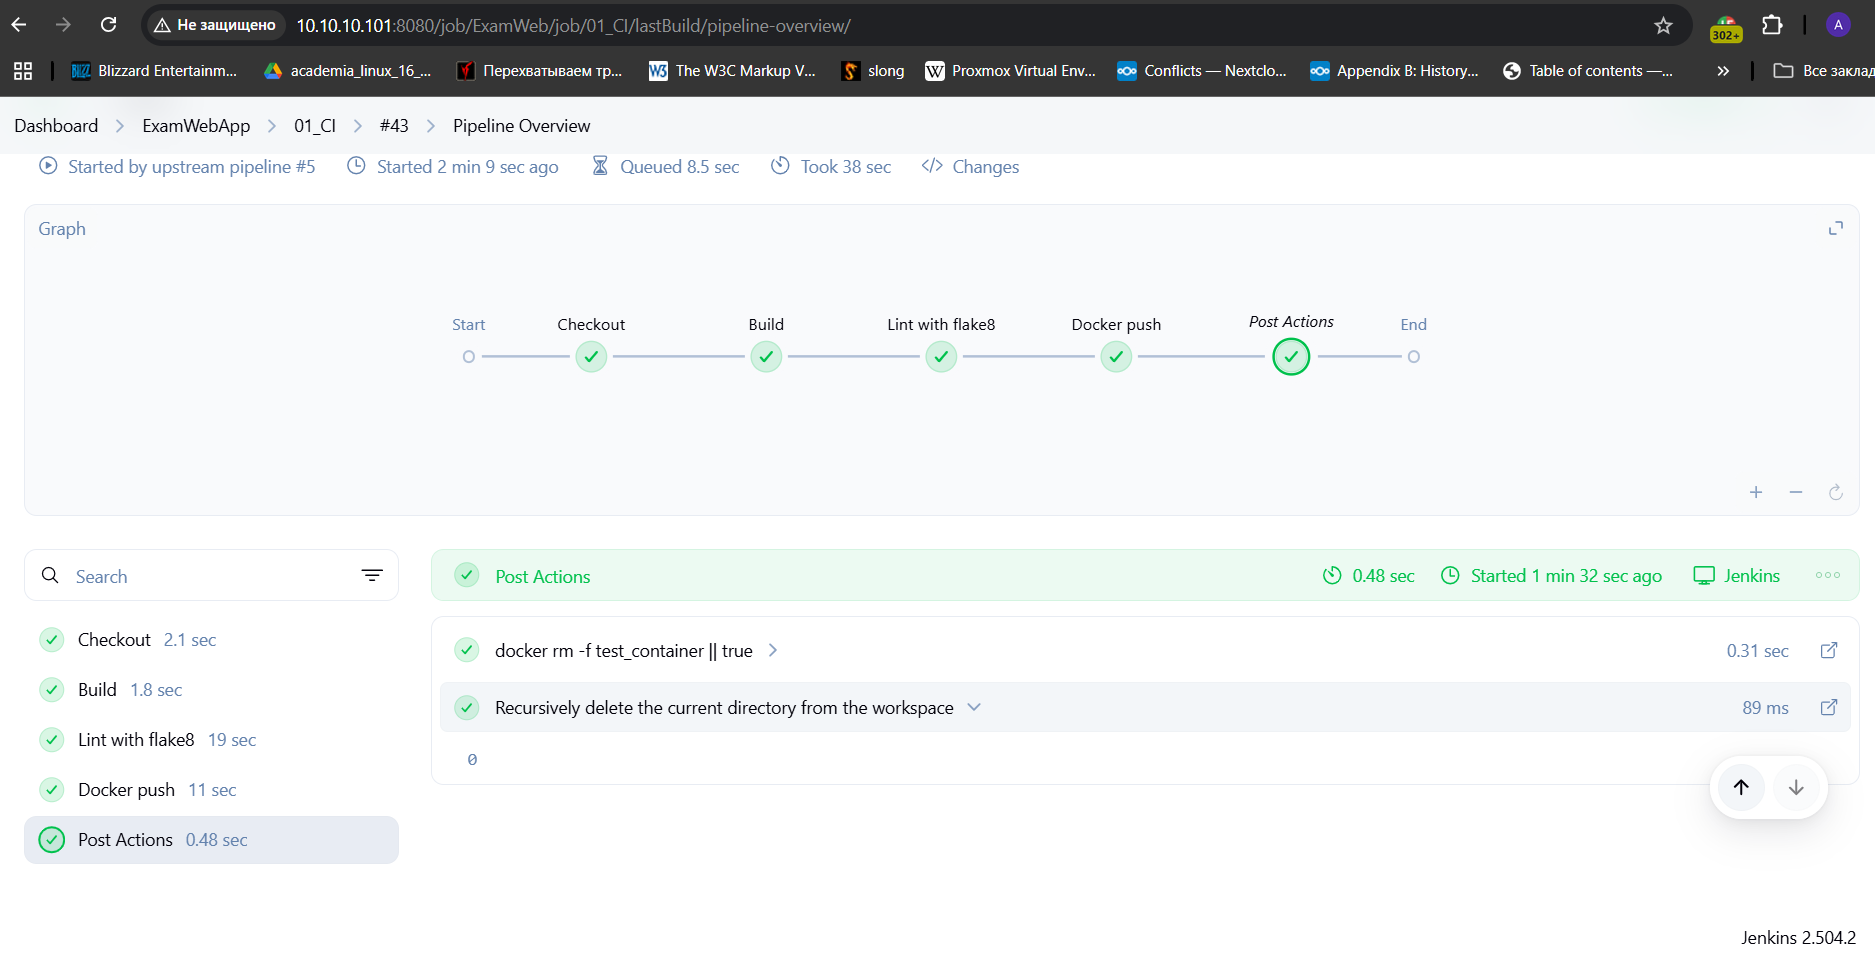 Не защищено 10.10.10.101:8080/job/ExamWeb/job/01_CI/lastBuild/pipeline-overview/ 302+ A
Blizzard Entertainm... academia_linux_16_... Перехватываем тр... The W3C Markup V... slong Proxmox Virtual Env... Conflicts — Nextclo... Appendix B: History... Table of contents —... Все заклад
Dashboard ExamWebApp 01_CI #43 Pipeline Overview
Started by upstream pipeline #5 Started 2 min 9 sec ago Queued 8.5 sec Took 38 sec Changes
Graph
Start Checkout Build Lint with flake8 Docker push Post Actions End
Search
Post Actions 0.48 sec Started 1 min 32 sec ago Jenkins
Checkout 2.1 sec
Build 1.8 sec
Lint with flake8 19 sec
Docker push 11 sec
Post Actions 0.48 sec
docker rm -f test_container || true 0.31 sec
Recursively delete the current directory from the workspace 89 ms
0
Jenkins 2.504.2